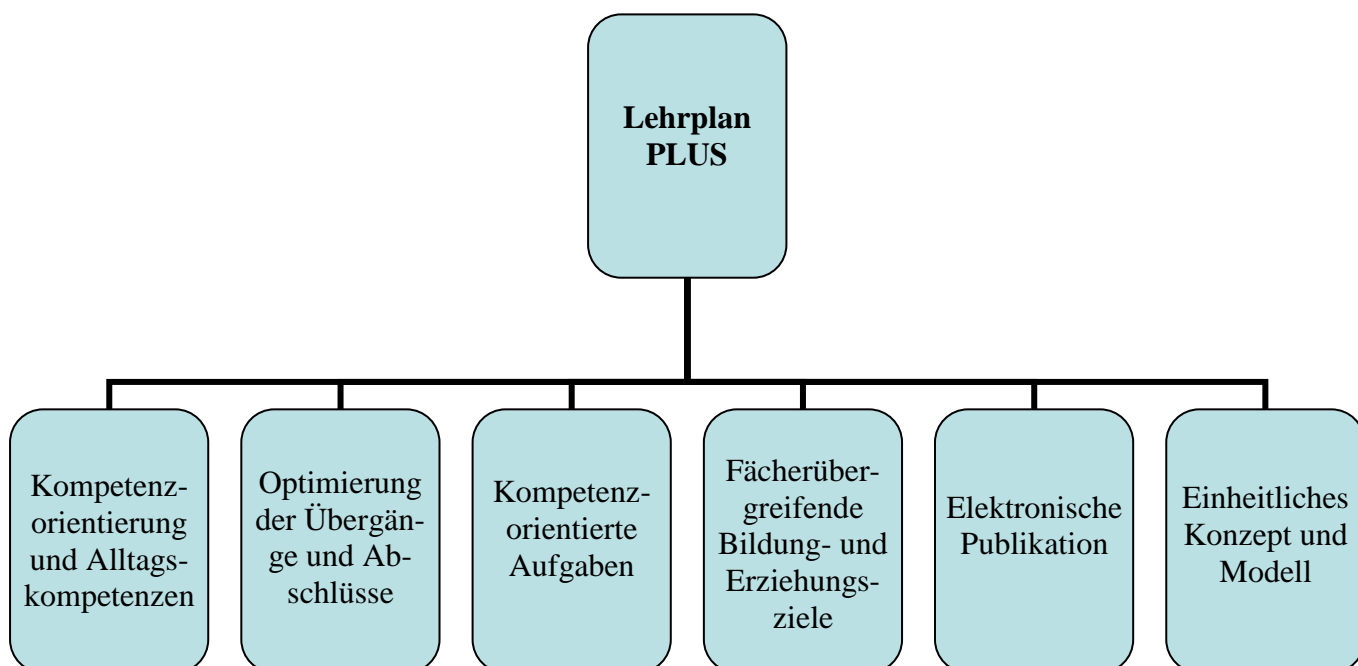 Lehrplan
PLUS
Kompetenz-
orientierung
und Alltags-
kompetenzen
Optimierung
der Übergän-
ge und Ab-
schlüsse
Kompetenz-
orientierte
Aufgaben
Fächerüber-
greifende
Bildung- und
Erziehungs-
ziele
Elektronische
Publikation
Einheitliches
Konzept und
Modell